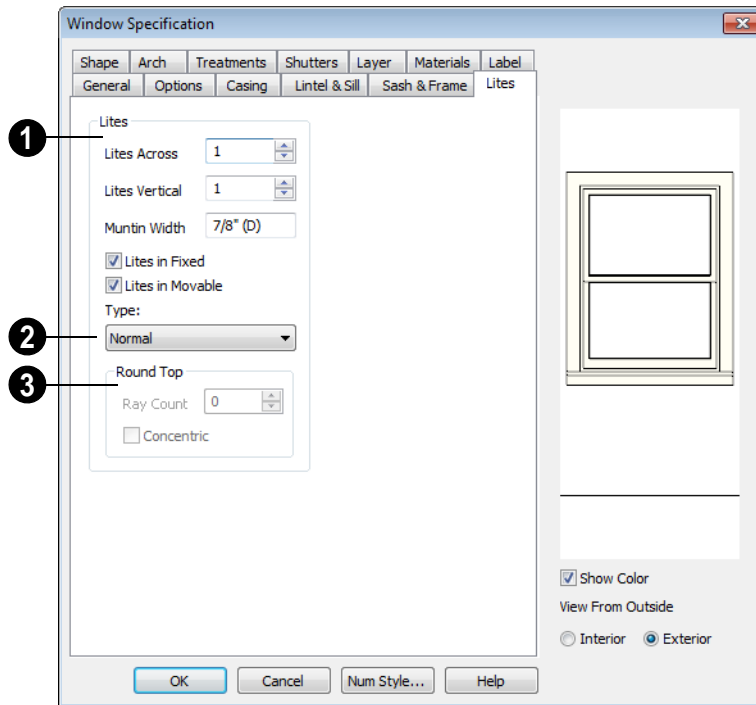 Window Specification
Shape Arch Treatments Shutters Layer Materials Label
General Options Casing Lintel & Sill Sash & Frame Lites
1
Lites
Lites Across 1
Lites Vertical 1
Muntin Width 7/8" (D)
Lites in Fixed
Lites in Movable
Type:
2
Normal
3
Round Top
Ray Count 0
Concentric
Show Color
View From Outside
Interior Exterior
OK Cancel Num Style... Help